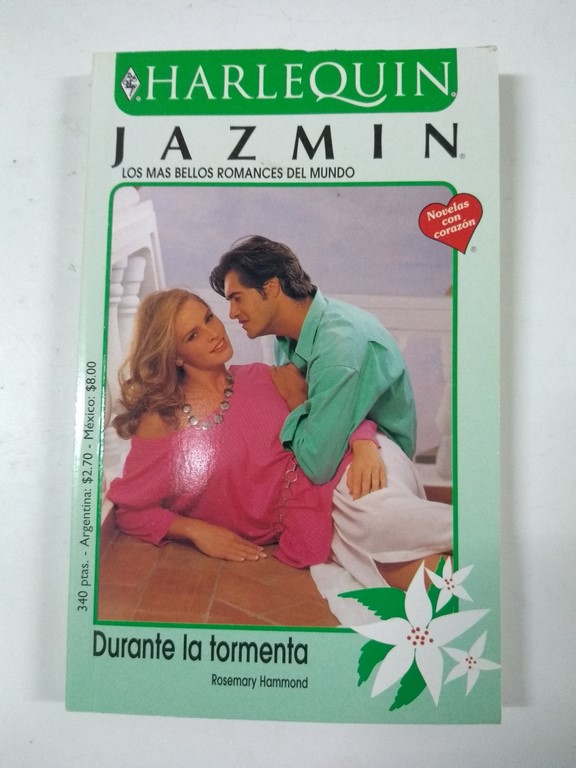 HARLEQUIN®
JAZMIN®
LOS MAS BELLOS ROMANCES DEL MUNDO
Novelas
con
corazón
®
340 ptas. - Argentina: $2.70 - México: $8.00
Durante la tormenta
Rosemary Hammond